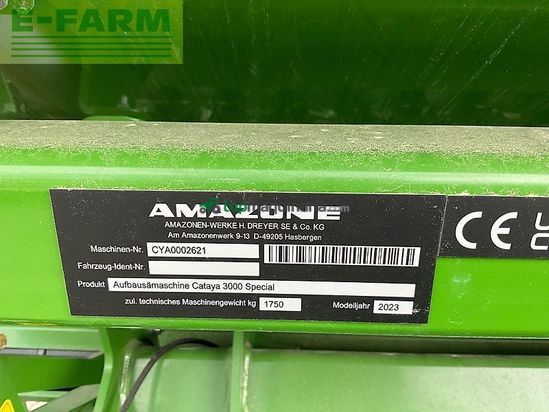 E-FARM
AMAZONE
AMAZONEN-WERKE H. DREYER SE & Co. KG
Am Amazonenwerk 9-13 D-49205 Hasbergen
Maschinen-Nr. CYA0002621
Fahrzeug-Ident-Nr.
Produkt Aufbausämaschine Cataya 3000 Special
zul. technisches Maschinengewicht kg 1750 Modelljahr 2023
CE